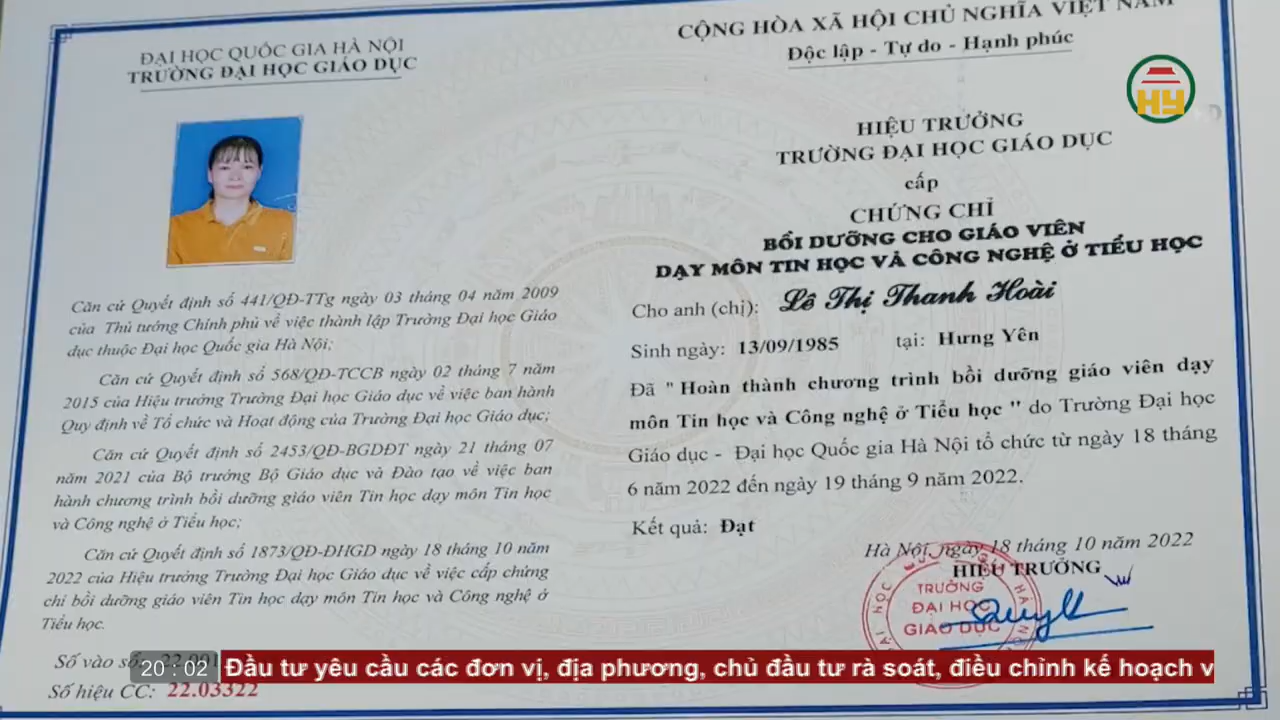 ĐẠI HỌC QUỐC GIA HÀ NỘI
TRƯỜNG ĐẠI HỌC GIÁO DỤC
Căn cứ Quyết định số 441/QĐ-TTg ngày 03 tháng 04 năm 2009
của Thủ tướng Chính phủ về việc thành lập Trường Đại học Giáo
dục thuộc Đại học Quốc gia Hà Nội;
Căn cứ Quyết định số 568/QĐ-TCCB ngày 02 tháng 7 năm
2015 của Hiệu trưởng Trường Đại học Giáo dục về việc ban hành
Quy định về Tổ chức và Hoạt động của Trường Đại học Giáo dục;
Căn cứ Quyết định số 2453/QĐ-BGDĐT ngày 21 tháng 07
năm 2021 của Bộ trưởng Bộ Giáo dục và Đào tạo về việc ban
hành chương trình bồi dưỡng giáo viên Tin học dạy môn Tin học
và Công nghệ ở Tiểu học;
Căn cứ Quyết định số 1873/QĐ-ĐHGD ngày 18 tháng 10 năm
2022 của Hiệu trưởng Trường Đại học Giáo dục về việc cấp chứng
chỉ bồi dưỡng giáo viên Tin học dạy môn Tin học và Công nghệ ở
Tiểu học.
Số vào số
Số hiệu CC: 22.03322
CỘNG HÒA XÃ HỘI CHỦ NGHĨA VIỆT NAM
Độc lập - Tự do - Hạnh phúc
HY
HIỆU TRƯỞNG
TRƯỜNG ĐẠI HỌC GIÁO DỤC
cấp
CHỨNG CHỈ
BỒI DƯỠNG CHO GIÁO VIÊN
DẠY MÔN TIN HỌC VÀ CÔNG NGHỆ Ở TIỂU HỌC
Cho anh (chị): Lê Thị Thanh Hoài
Sinh ngày: 13/09/1985 tại: Hưng Yên
Đã "Hoàn thành chương trình bồi dưỡng giáo viên dạy
môn Tin học và Công nghệ ở Tiểu học" do Trường Đại học
Giáo dục - Đại học Quốc gia Hà Nội tổ chức từ ngày 18 tháng
6 năm 2022 đến ngày 19 tháng 9 năm 2022.
Kết quả: Đạt
Hà Nội, ngày 18 tháng 10 năm 2022
HIỆU TRƯỞNG
TRƯỜNG
ĐẠI HỌC
GIÁO DỤC
20:02 Đầu tư yêu cầu các đơn vị, địa phương, chủ đầu tư rà soát, điều chỉnh kế hoạch v